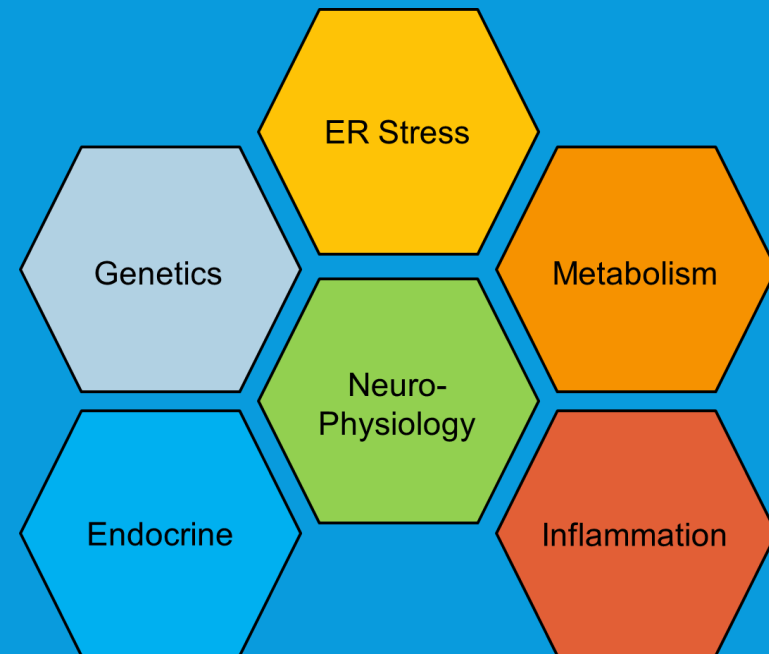 ER Stress
Genetics
Metabolism
Neuro-
Physiology
Endocrine
Inflammation